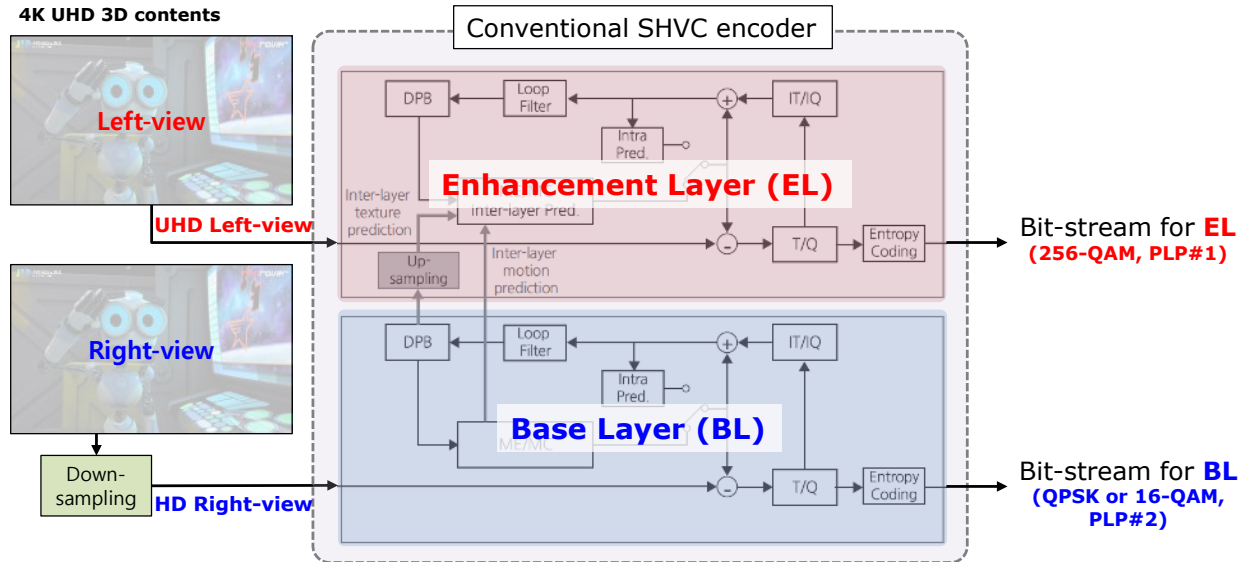 4K UHD 3D contents
Conventional SHVC encoder
Left-view
DPB
Loop
Filter
IT/IQ
Intra
Pred.
Enhancement Layer (EL)
Inter-layer
texture
prediction
Inter-layer Pred.
UHD Left-view
Up-
sampling
Inter-layer
motion
prediction
T/Q
Entropy
Coding
Bit-stream for EL
(256-QAM, PLP#1)
Right-view
DPB
Loop
Filter
IT/IQ
Intra
Pred.
Base Layer (BL)
ME/MC
Down-
sampling
HD Right-view
T/Q
Entropy
Coding
Bit-stream for BL
(QPSK or 16-QAM,
PLP#2)